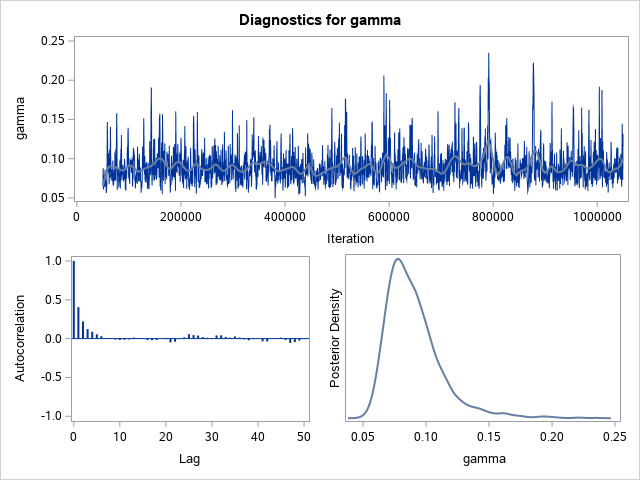 Diagnostics for gamma
0.25
0.20
0.15
0.10
0.05
gamma
0 200000 400000 600000 800000 1000000
Iteration
1.0
0.5
0.0
-0.5
-1.0
Autocorrelation
0 10 20 30 40 50
Lag
Posterior Density
0.05 0.10 0.15 0.20 0.25
gamma